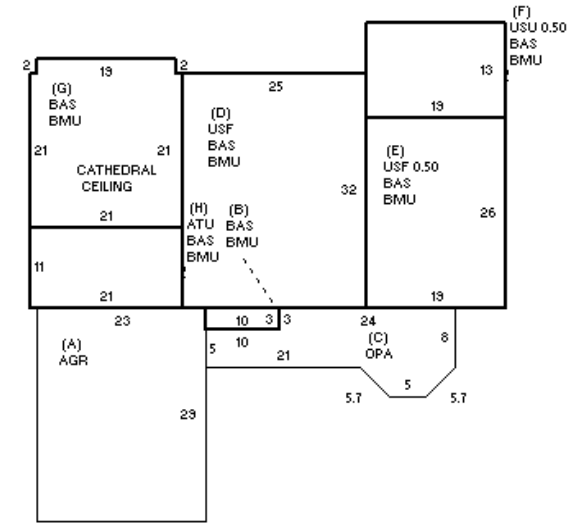 (F)
USU 0.50
BAS
BMU
2
19
2
25
13
19
(G)
BAS
BMU
21
21
CATHEDRAL
CEILING
21
(D)
USF
BAS
BMU
32
(E)
USF 0.50
BAS
BMU
26
19
(H)
ATU
BAS
BMU
(B)
BAS
BMU
11
21
23
10
3
3
24
10
5
21
(A)
AGR
29
(C)
OPA
8
5.7
5
5.7